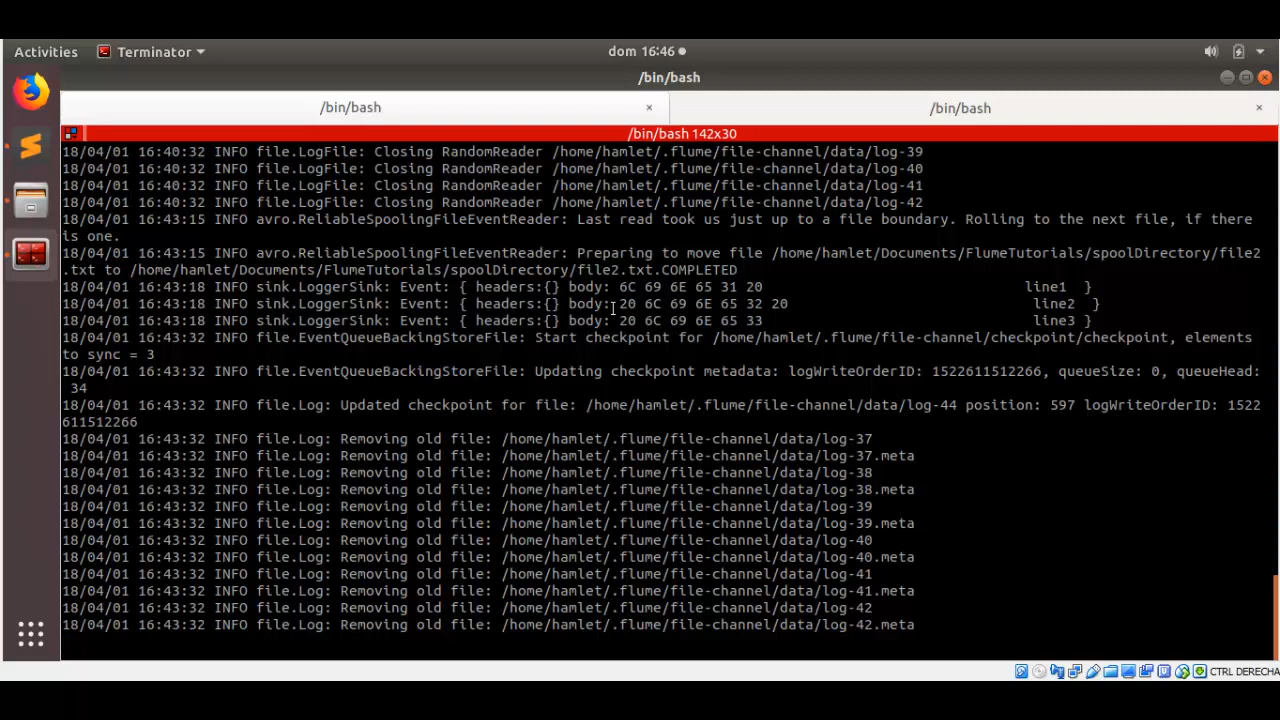 Activities Terminator dom 16:46
/bin/bash
/bin/bash × /bin/bash ×
/bin/bash 142x30
18/04/01 16:40:32 INFO file.LogFile: Closing RandomReader /home/hamlet/.flume/file-channel/data/log-39
18/04/01 16:40:32 INFO file.LogFile: Closing RandomReader /home/hamlet/.flume/file-channel/data/log-40
18/04/01 16:40:32 INFO file.LogFile: Closing RandomReader /home/hamlet/.flume/file-channel/data/log-41
18/04/01 16:40:32 INFO file.LogFile: Closing RandomReader /home/hamlet/.flume/file-channel/data/log-42
18/04/01 16:43:15 INFO avro.ReliableSpoolingFileEventReader: Last read took us just up to a file boundary. Rolling to the next file, if there
is one.
18/04/01 16:43:15 INFO avro.ReliableSpoolingFileEventReader: Preparing to move file /home/hamlet/Documents/FlumeTutorials/spoolDirectory/file2
.txt to /home/hamlet/Documents/FlumeTutorials/spoolDirectory/file2.txt.COMPLETED
18/04/01 16:43:18 INFO sink.LoggerSink: Event: { headers:{} body: 6C 69 6E 65 31 20 line1 }
18/04/01 16:43:18 INFO sink.LoggerSink: Event: { headers:{} body: 20 6C 69 6E 65 32 20 line2 }
18/04/01 16:43:18 INFO sink.LoggerSink: Event: { headers:{} body: 20 6C 69 6E 65 33 line3 }
18/04/01 16:43:32 INFO file.EventQueueBackingStoreFile: Start checkpoint for /home/hamlet/.flume/file-channel/checkpoint/checkpoint, elements
to sync = 3
18/04/01 16:43:32 INFO file.EventQueueBackingStoreFile: Updating checkpoint metadata: logWriteOrderID: 1522611512266, queueSize: 0, queueHead:
34
18/04/01 16:43:32 INFO file.Log: Updated checkpoint for file: /home/hamlet/.flume/file-channel/data/log-44 position: 597 logWriteOrderID: 1522
611512266
18/04/01 16:43:32 INFO file.Log: Removing old file: /home/hamlet/.flume/file-channel/data/log-37
18/04/01 16:43:32 INFO file.Log: Removing old file: /home/hamlet/.flume/file-channel/data/log-37.meta
18/04/01 16:43:32 INFO file.Log: Removing old file: /home/hamlet/.flume/file-channel/data/log-38
18/04/01 16:43:32 INFO file.Log: Removing old file: /home/hamlet/.flume/file-channel/data/log-38.meta
18/04/01 16:43:32 INFO file.Log: Removing old file: /home/hamlet/.flume/file-channel/data/log-39
18/04/01 16:43:32 INFO file.Log: Removing old file: /home/hamlet/.flume/file-channel/data/log-39.meta
18/04/01 16:43:32 INFO file.Log: Removing old file: /home/hamlet/.flume/file-channel/data/log-40
18/04/01 16:43:32 INFO file.Log: Removing old file: /home/hamlet/.flume/file-channel/data/log-40.meta
18/04/01 16:43:32 INFO file.Log: Removing old file: /home/hamlet/.flume/file-channel/data/log-41
18/04/01 16:43:32 INFO file.Log: Removing old file: /home/hamlet/.flume/file-channel/data/log-41.meta
18/04/01 16:43:32 INFO file.Log: Removing old file: /home/hamlet/.flume/file-channel/data/log-42
18/04/01 16:43:32 INFO file.Log: Removing old file: /home/hamlet/.flume/file-channel/data/log-42.meta
CTRL DERECHA